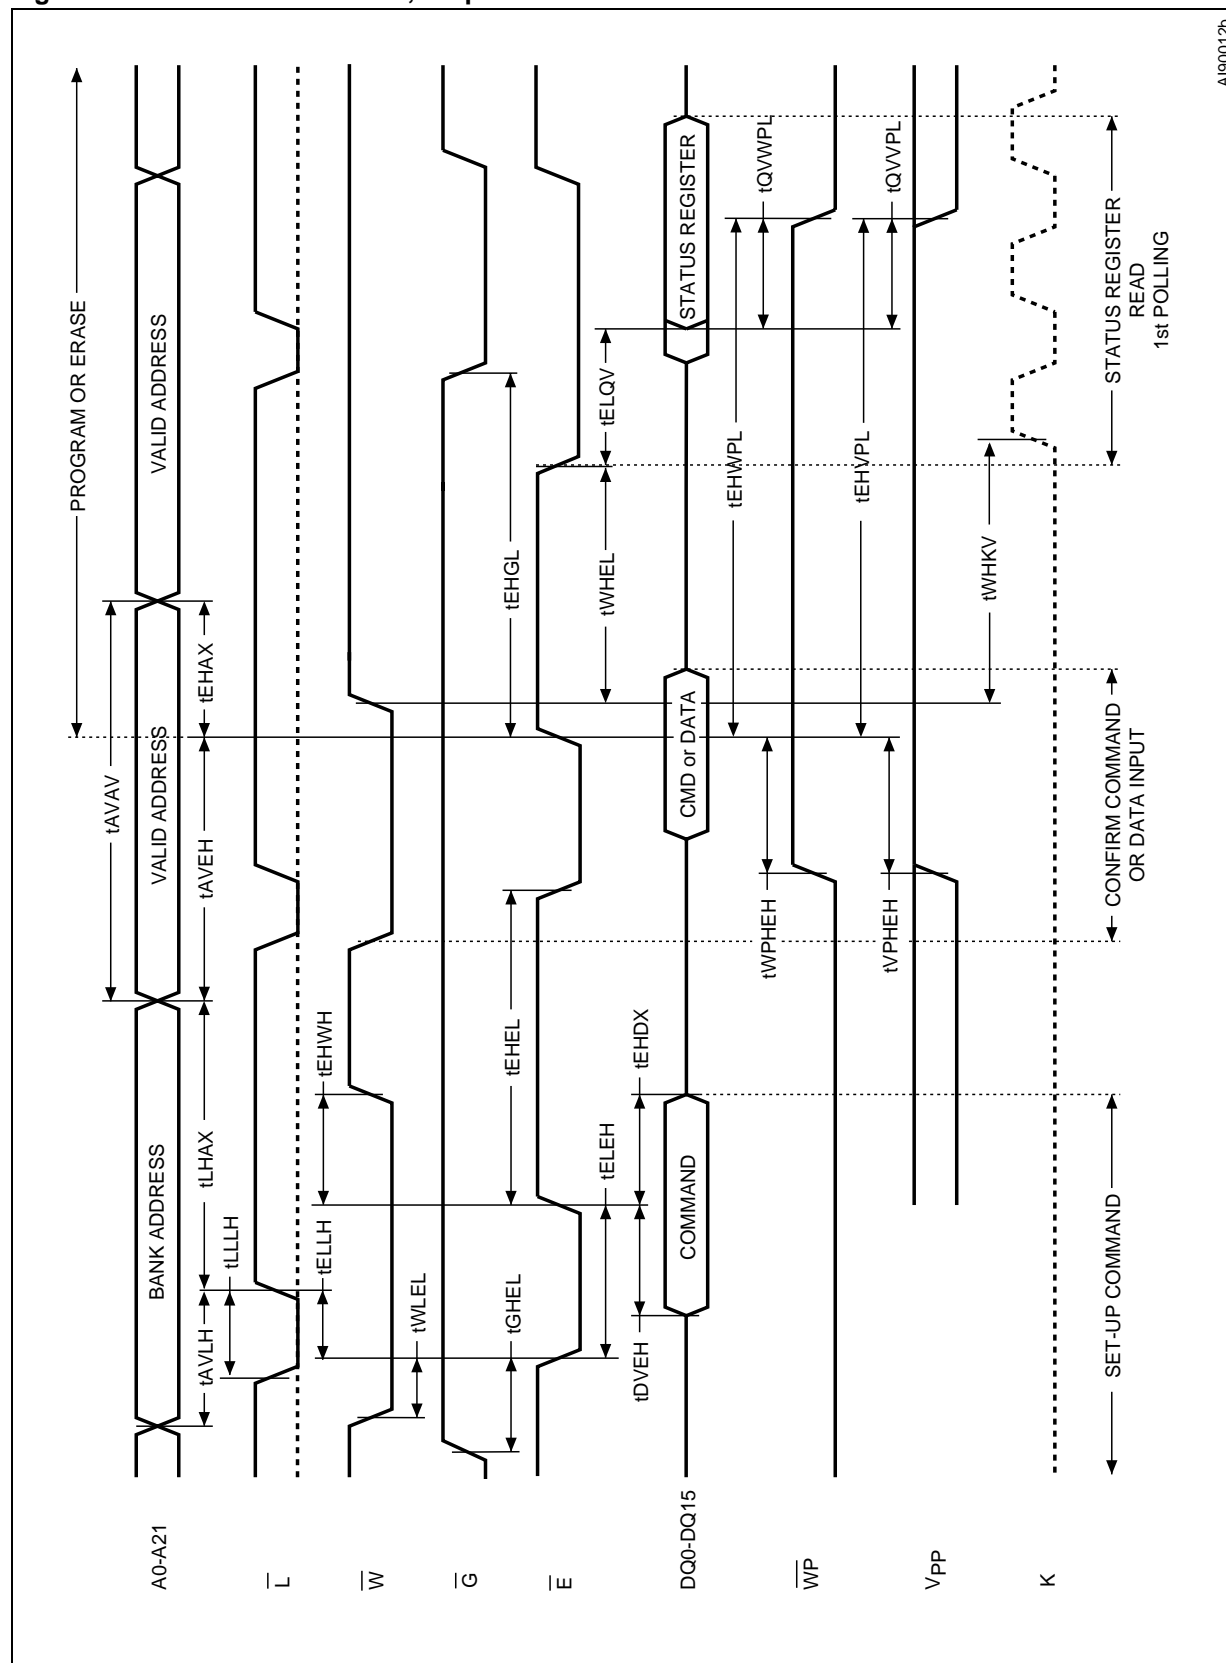 AI90012b
PROGRAM OR ERASE
tAVAV
tAVEH
tEHAX
A0-A21
BANK ADDRESS
VALID ADDRESS
VALID ADDRESS
tAVLH
tLHAX
tLLLH
L
tELLH
tEHWH
W
tWLEL
G
tGHEL
tEHEL
tEHGL
E
tELEH
tWHEL
tELQV
tDVEH
tEHDX
DQ0-DQ15
COMMAND
CMD or DATA
STATUS REGISTER
tEHWPL
tWPHEH
tQVWPL
WP
tEHVPL
tVPHEH
tQVVPL
VPP
tWHKV
K
SET-UP COMMAND
CONFIRM COMMAND
OR DATA INPUT
STATUS REGISTER
READ
1st POLLING